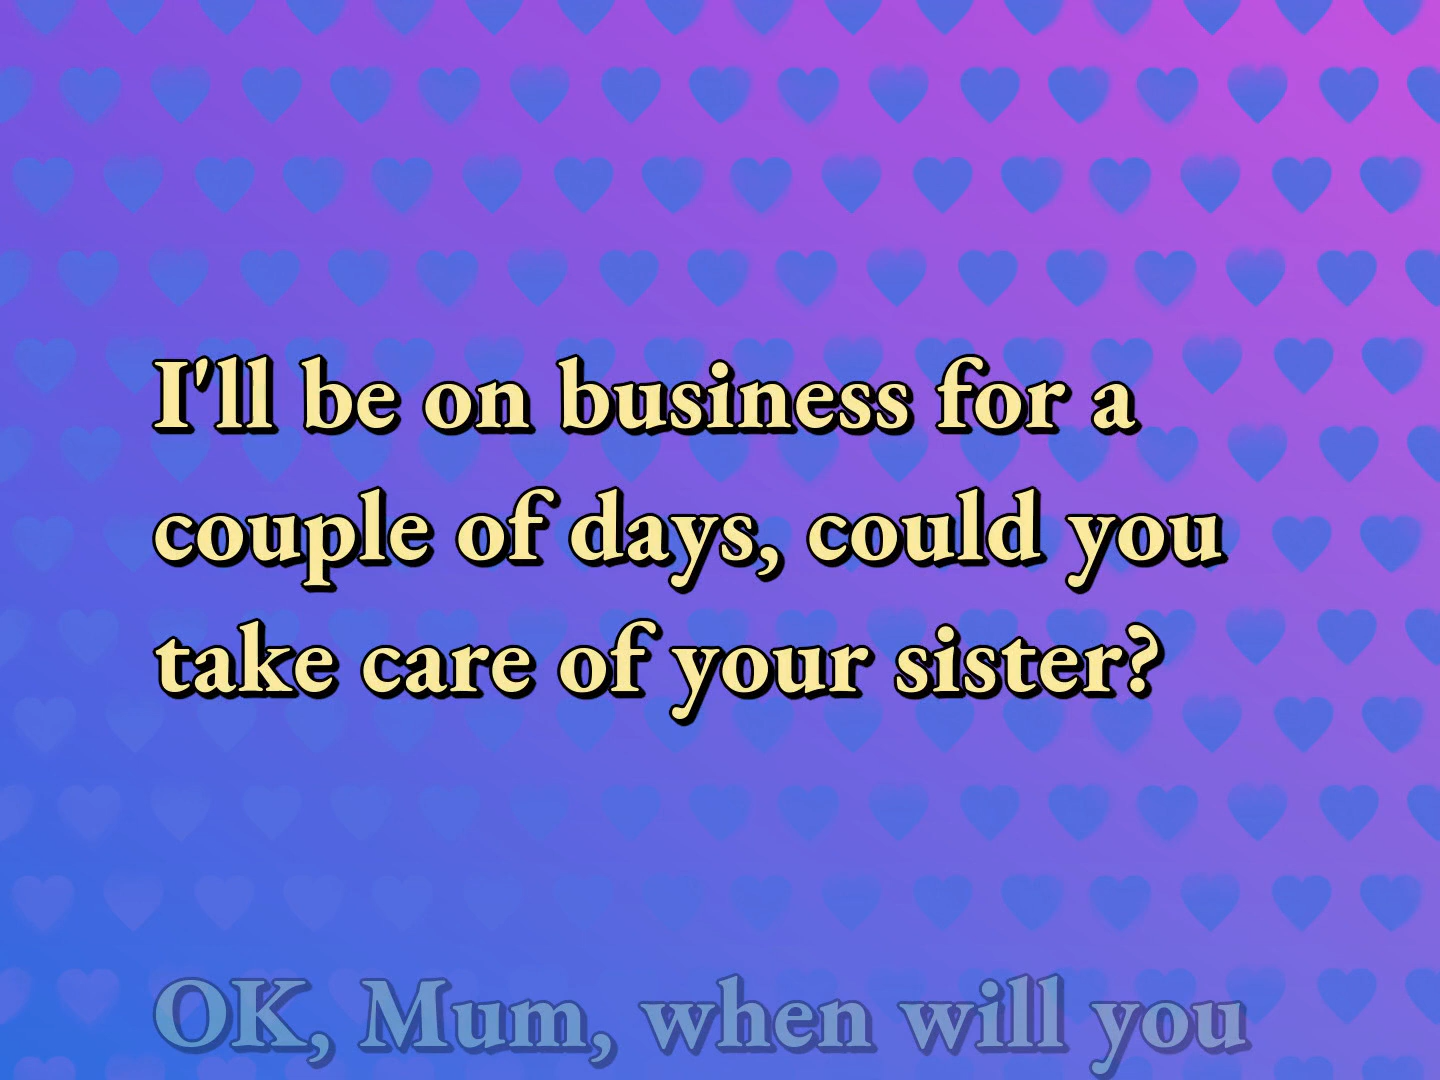 I'll be on business for a
couple of days, could you
take care of your sister?
OK, Mum, when will you